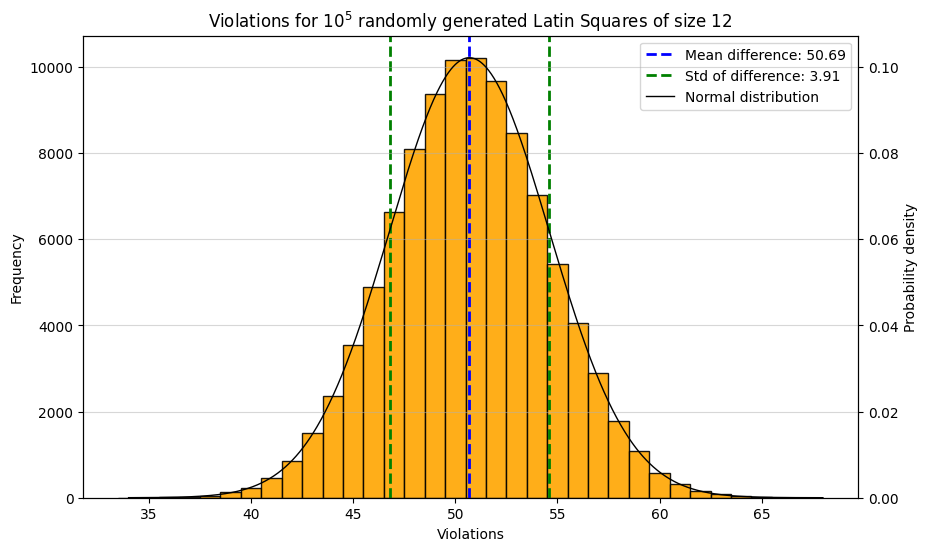 Violations for 10⁵ randomly generated Latin Squares of size 12
Mean difference: 50.69
Std of difference: 3.91
Normal distribution
Frequency
10000
8000
6000
4000
2000
0
0.10
0.08
0.06
0.04
0.02
0.00
Probability density
35 40 45 50 55 60 65
Violations